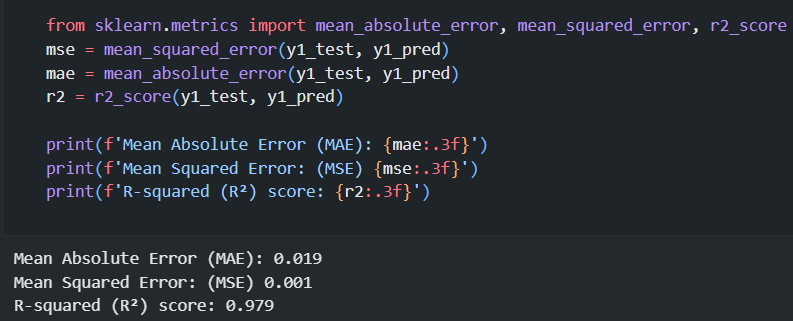 from sklearn.metrics import mean_absolute_error, mean_squared_error, r2_score
mse = mean_squared_error(y1_test, y1_pred)
mae = mean_absolute_error(y1_test, y1_pred)
r2 = r2_score(y1_test, y1_pred)
print(f'Mean Absolute Error (MAE): {mae:.3f}')
print(f'Mean Squared Error: (MSE) {mse:.3f}')
print(f'R-squared (R²) score: {r2:.3f}')
Mean Absolute Error (MAE): 0.019
Mean Squared Error: (MSE) 0.001
R-squared (R²) score: 0.979